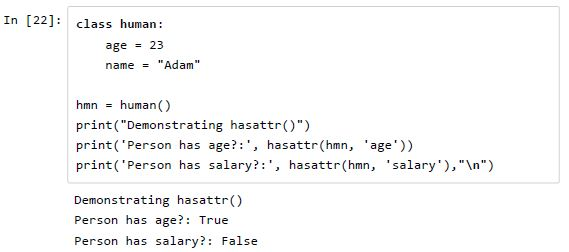 In [22]: class human:
    age = 23
    name = "Adam"

hmn = human()
print("Demonstrating hasattr()")
print('Person has age?:', hasattr(hmn, 'age'))
print('Person has salary?:', hasattr(hmn, 'salary'),"\n")
Demonstrating hasattr()
Person has age?: True
Person has salary?: False